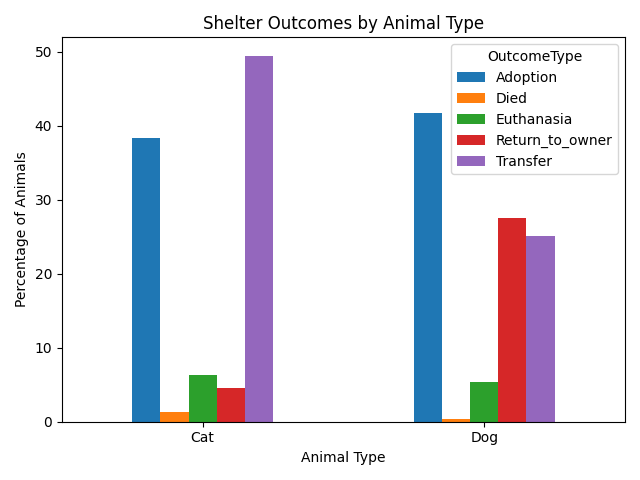 Shelter Outcomes by Animal Type
50
40
30
20
10
0
Percentage of Animals
OutcomeType
Adoption
Died
Euthanasia
Return_to_owner
Transfer
Cat
Dog
Animal Type